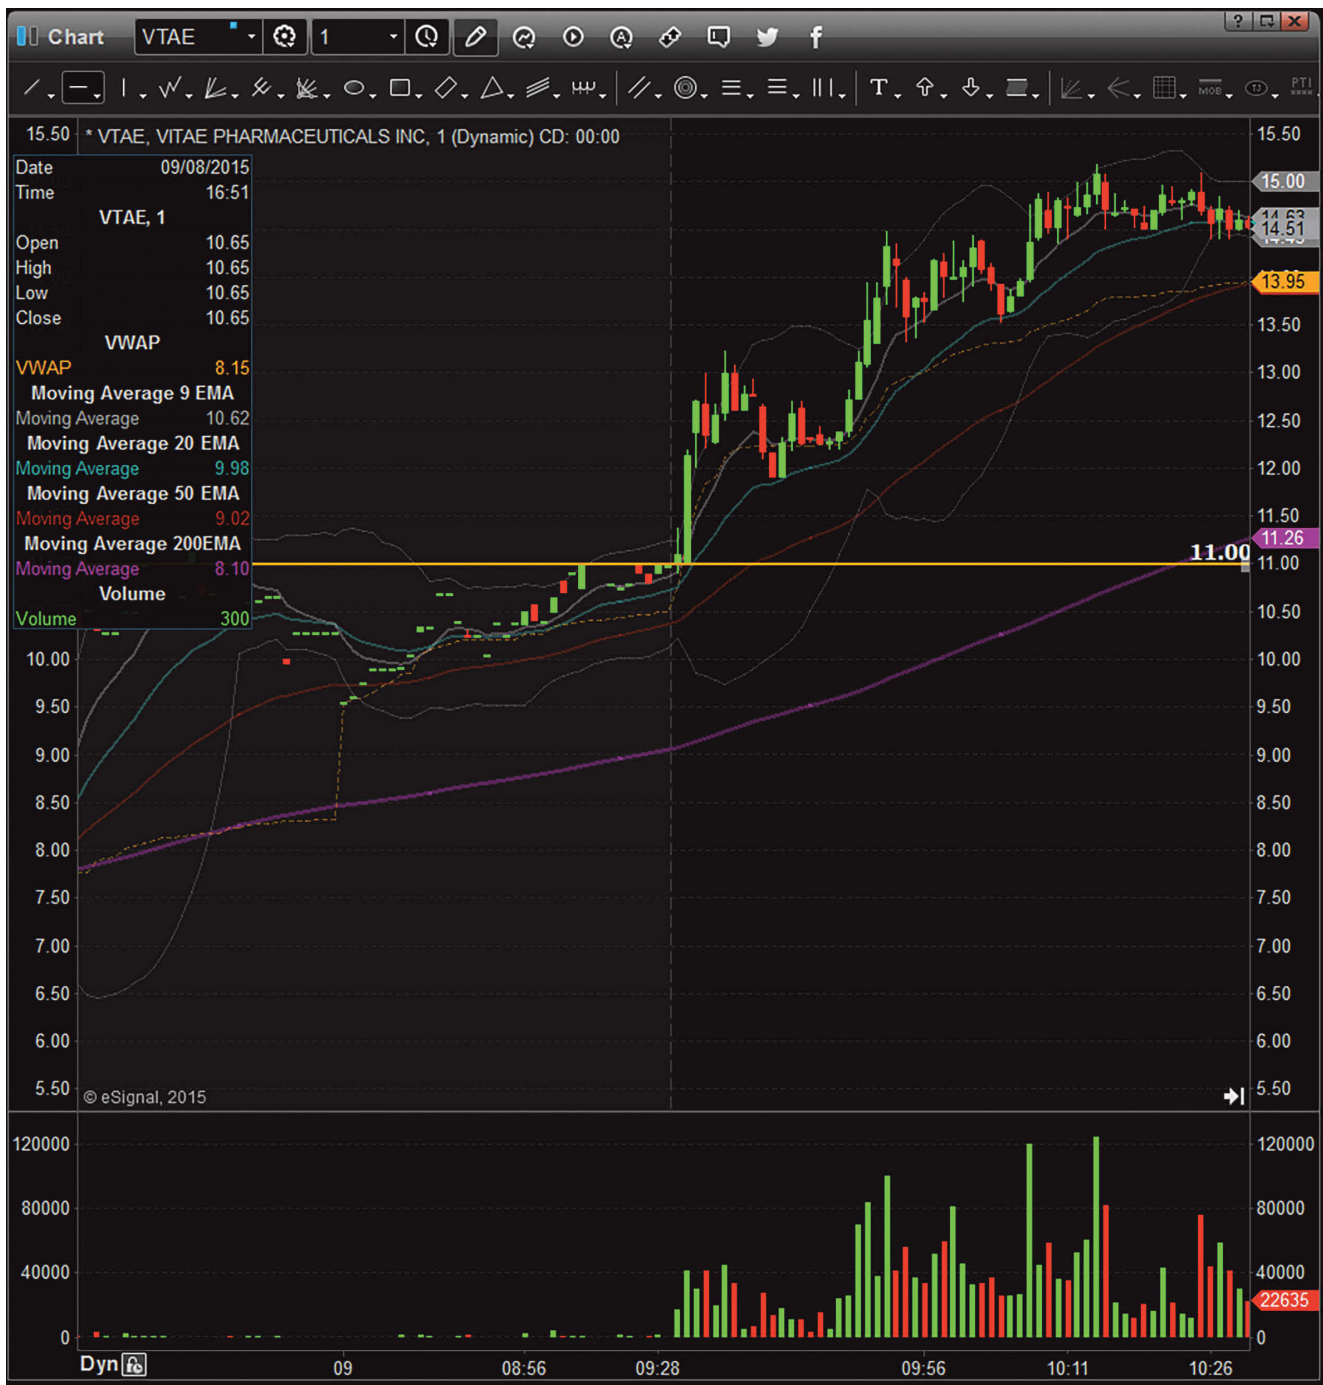 Chart VTAE 1
T MOB TJ PTI
15.50 * VTAE, VITAE PHARMACEUTICALS INC, 1 (Dynamic) CD: 00:00 15.50
Date 09/08/2015
Time 16:51
VTAE, 1
Open 10.65
High 10.65
Low 10.65
Close 10.65
VWAP
VWAP 8.15
Moving Average 9 EMA
Moving Average 10.62
Moving Average 20 EMA
Moving Average 9.98
Moving Average 50 EMA
Moving Average 9.02
Moving Average 200EMA
Moving Average 8.10
Volume
Volume 300
15.00
14.63
14.51
13.95
13.50
13.00
12.50
12.00
11.50
11.26
11.00 11.00
10.50
10.00 10.00
9.50 9.50
9.00 9.00
8.50 8.50
8.00 8.00
7.50 7.50
7.00 7.00
6.50 6.50
6.00 6.00
5.50 5.50
© eSignal, 2015
120000 120000
80000 80000
40000 40000
22635
0 0
Dyn 09 08:56 09:28 09:56 10:11 10:26